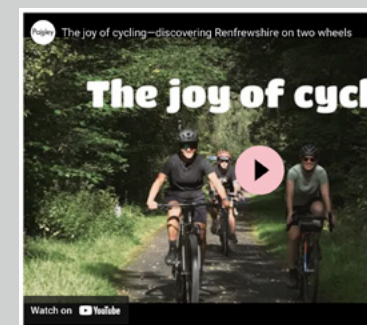 Paisley
The joy of cycling—discovering Renfrewshire on two wheels
The joy of cycl
Watch on YouTube